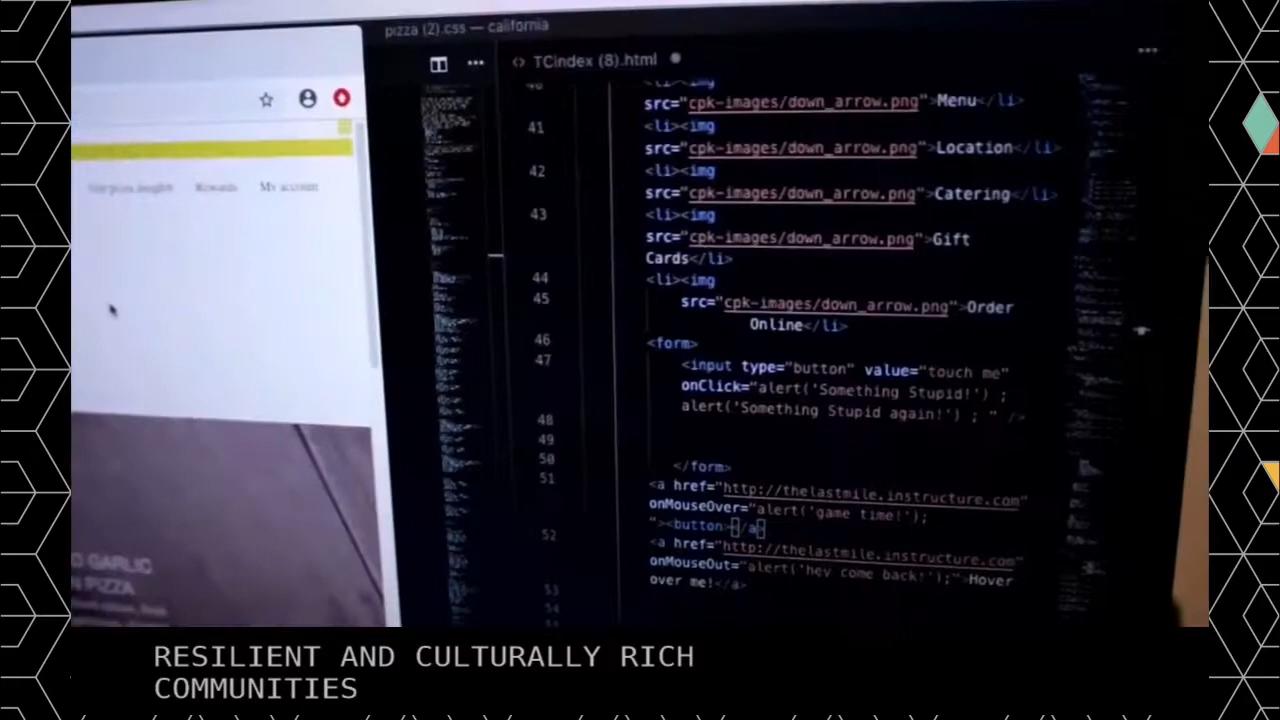 pizza (2).css — california
<> TCindex (8).html
src="cpk-images/down_arrow.png">Menu</li>
41 <li><img
src="cpk-images/down_arrow.png">Location</li>
42 <li><img
src="cpk-images/down_arrow.png">Catering</li>
43 <li><img
src="cpk-images/down_arrow.png">Gift
Cards</li>
44 <li><img
45 src="cpk-images/down_arrow.png">Order
Online</li>
46 <form>
47 <input type="button" value="touch me"
onClick="alert('Something Stupid!') ;
alert('Something Stupid again!') ; " />
48
49
50 </form>
51 <a href="http://thelastmile.instructure.com"
onMouseOver="alert('game time!');
"><button></a>
52 <a href="http://thelastmile.instructure.com"
onMouseOut="alert('hey come back!');">Hover
over me!</a>
53
54
Rewards My account
GARLIC
PIZZA
RESILIENT AND CULTURALLY RICH
COMMUNITIES